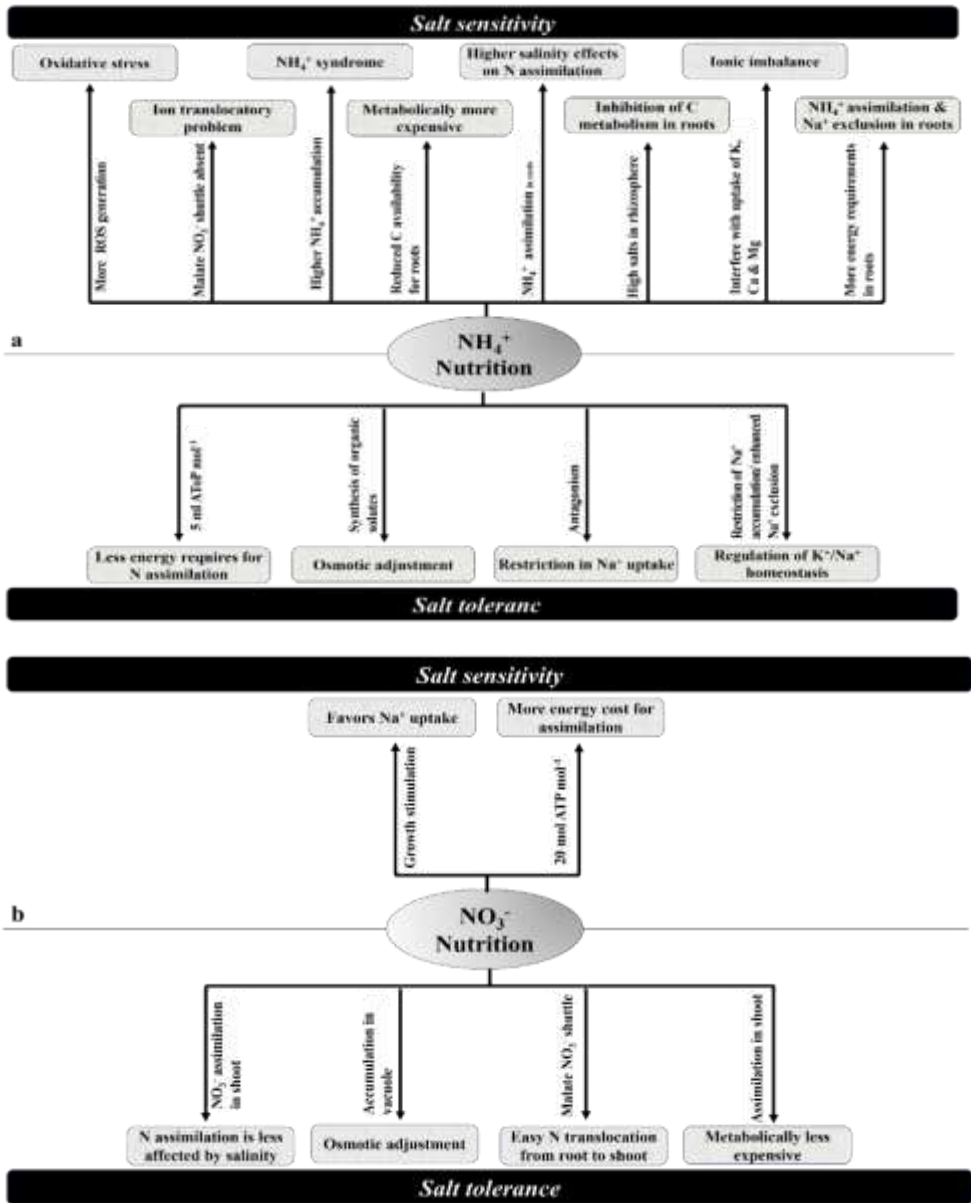 Salt sensitivity
Oxidative stress
NH₄⁺ syndrome
Higher salinity effects
on N assimilation
Ionic imbalance
Ion translocatory
problem
Metabolically more
expensive
Inhibition of C
metabolism in roots
NH₄⁺ assimilation &
Na⁺ exclusion in roots
More ROS generation
Malate NO₃⁻ shuttle absent
Higher NH₄⁺ accumulation
Reduced C availability
for roots
NH₄⁺ assimilation in roots
High salts in rhizosphere
Interfere with uptake of K,
Ca & Mg
More energy requirements
in roots
a
NH₄⁺
Nutrition
5 ml AToP mol⁻¹
Synthesis of organic
solutes
Antagonism
Restriction of Na⁺
accumulation/enhanced
Na⁺ exclusion
Less energy requires for
N assimilation
Osmotic adjustment
Restriction in Na⁺ uptake
Regulation of K⁺/Na⁺
homeostasis
Salt toleranc
Salt sensitivity
Favors Na⁺ uptake
More energy cost for
assimilation
Growth stimulation
20 mol ATP mol⁻¹
b
NO₃⁻
Nutrition
NO₃⁻ assimilation
in shoot
Accumulation in
vacuole
Malate NO₃⁻ shuttle
Assimilation in shoot
N assimilation is less
affected by salinity
Osmotic adjustment
Easy N translocation
from root to shoot
Metabolically less
expensive
Salt tolerance